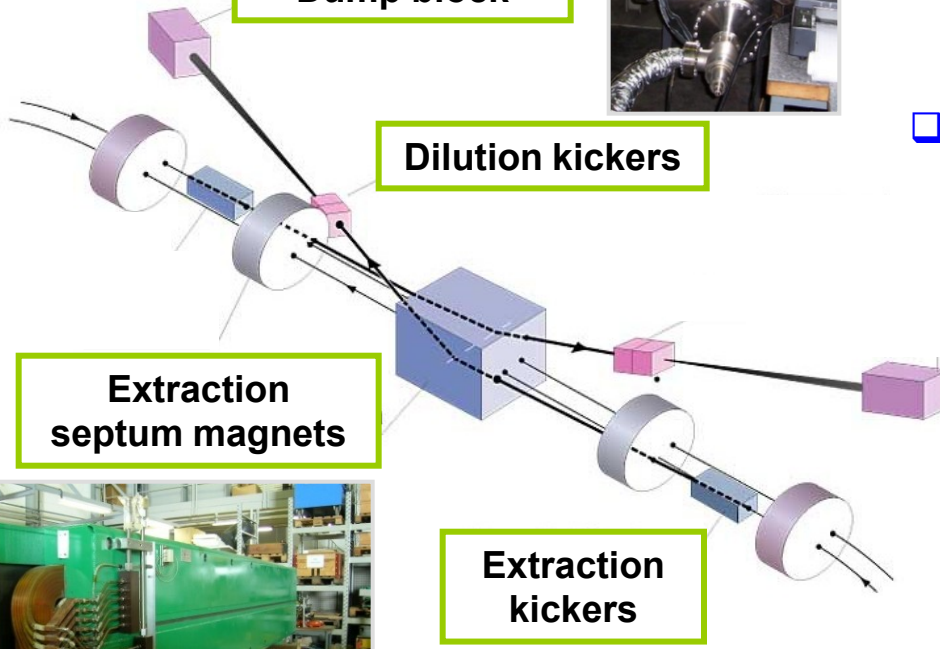 Dump block
Dilution kickers
Extraction
septum magnets
Extraction
kickers